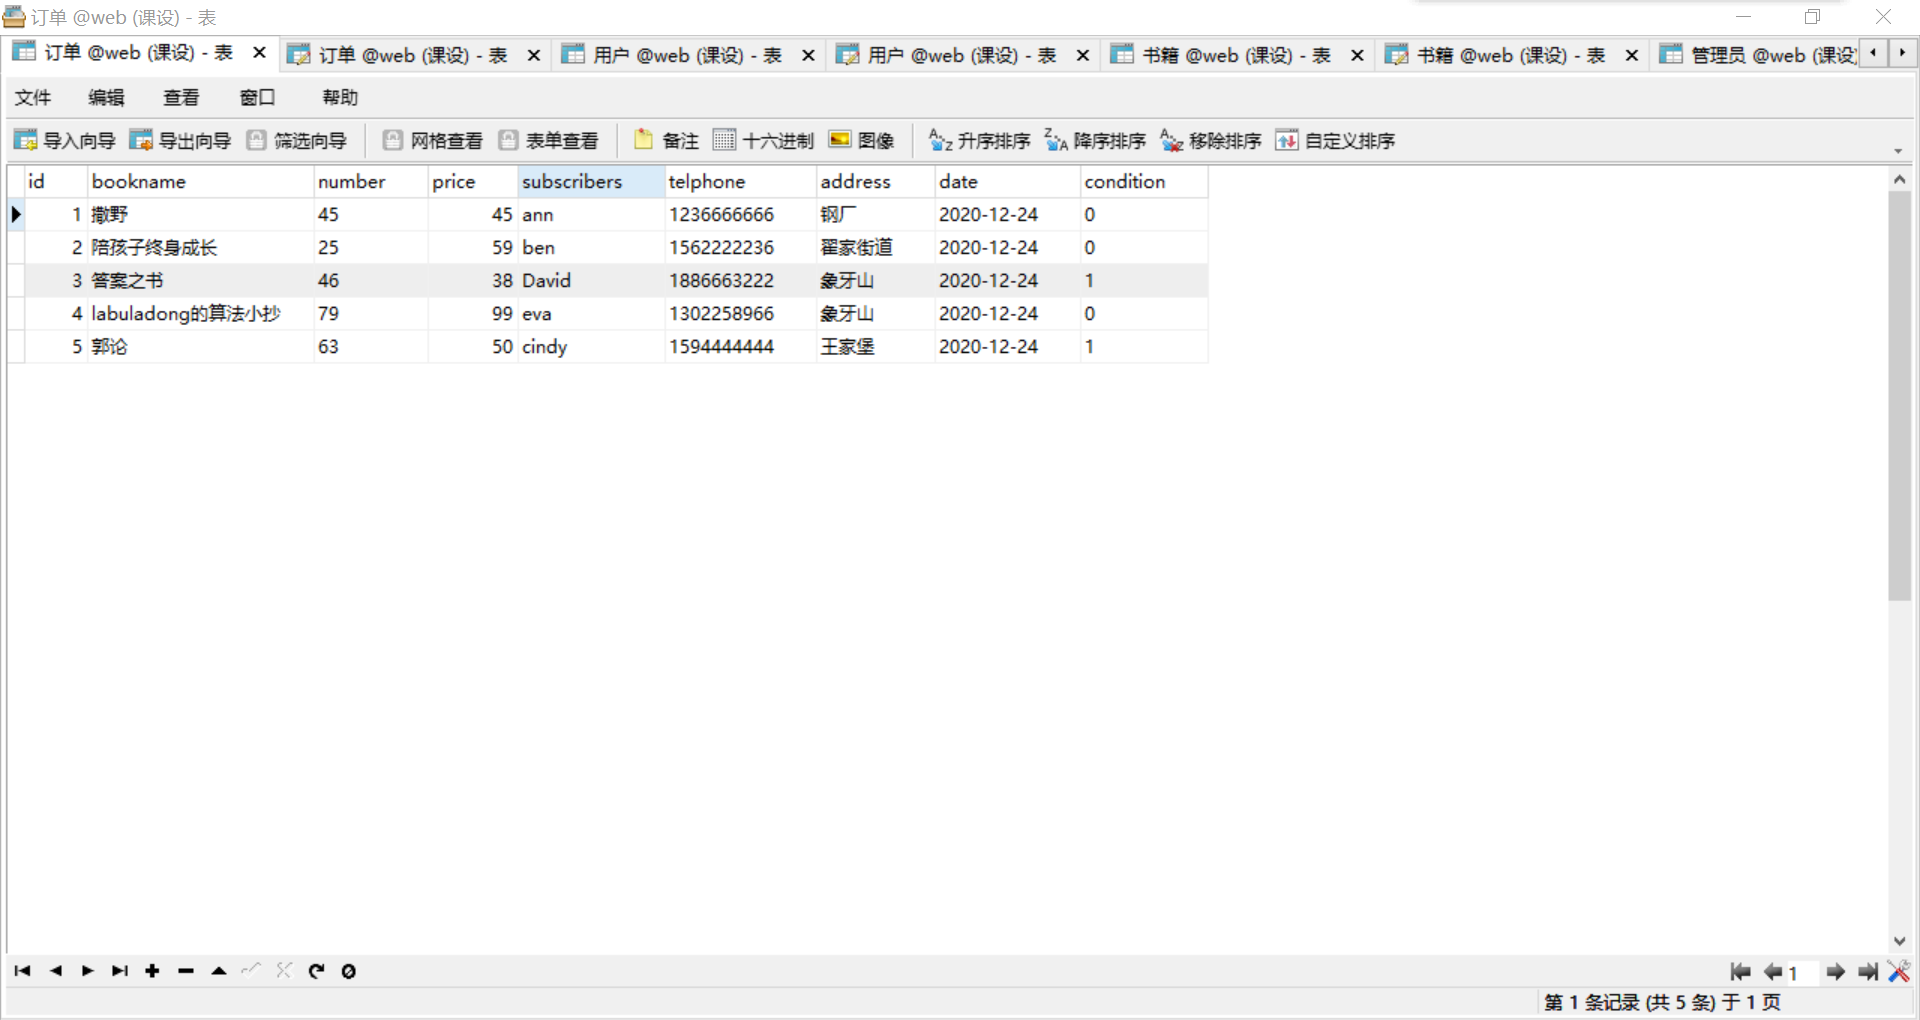 订单 @web (课设) - 表
订单 @web (课设) - 表 订单 @web (课设) - 表 用户 @web (课设) - 表 用户 @web (课设) - 表 书籍 @web (课设) - 表 书籍 @web (课设) - 表 管理员 @web (课设)
文件 编辑 查看 窗口 帮助
导入向导 导出向导 筛选向导 网格查看 表单查看 备注 十六进制 图像 升序排序 降序排序 移除排序 自定义排序
id bookname number price subscribers telphone address date condition
1 撒野 45 45 ann 1236666666 钢厂 2020-12-24 0
2 陪孩子终身成长 25 59 ben 1562222236 翟家街道 2020-12-24 0
3 答案之书 46 38 David 1886663222 象牙山 2020-12-24 1
4 labuladong的算法小抄 79 99 eva 1302258966 象牙山 2020-12-24 0
5 郭论 63 50 cindy 1594444444 王家堡 2020-12-24 1
1
第 1 条记录 (共 5 条) 于 1 页